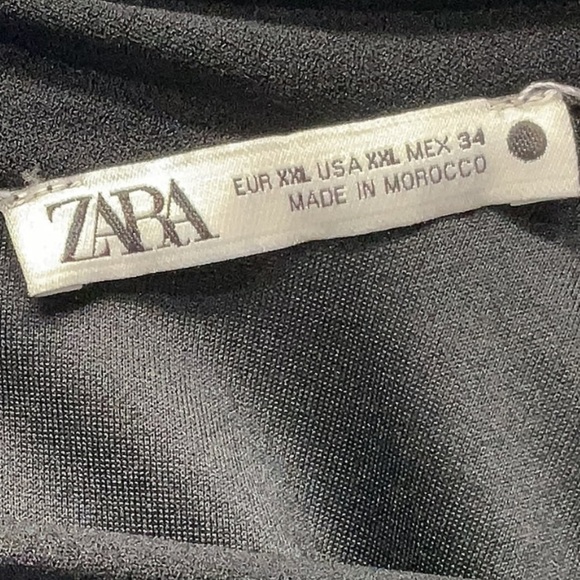 ZARA
EUR XXL USA XXL MEX 34
MADE IN MOROCCO